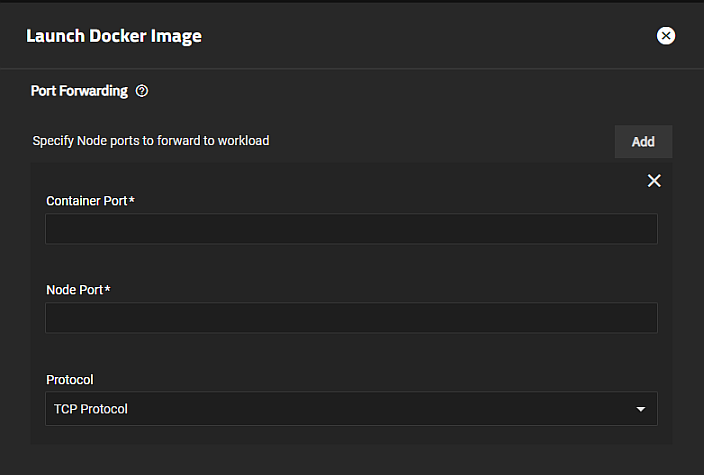 Launch Docker Image
Port Forwarding
Specify Node ports to forward to workload
Add
Container Port*
Node Port*
Protocol
TCP Protocol